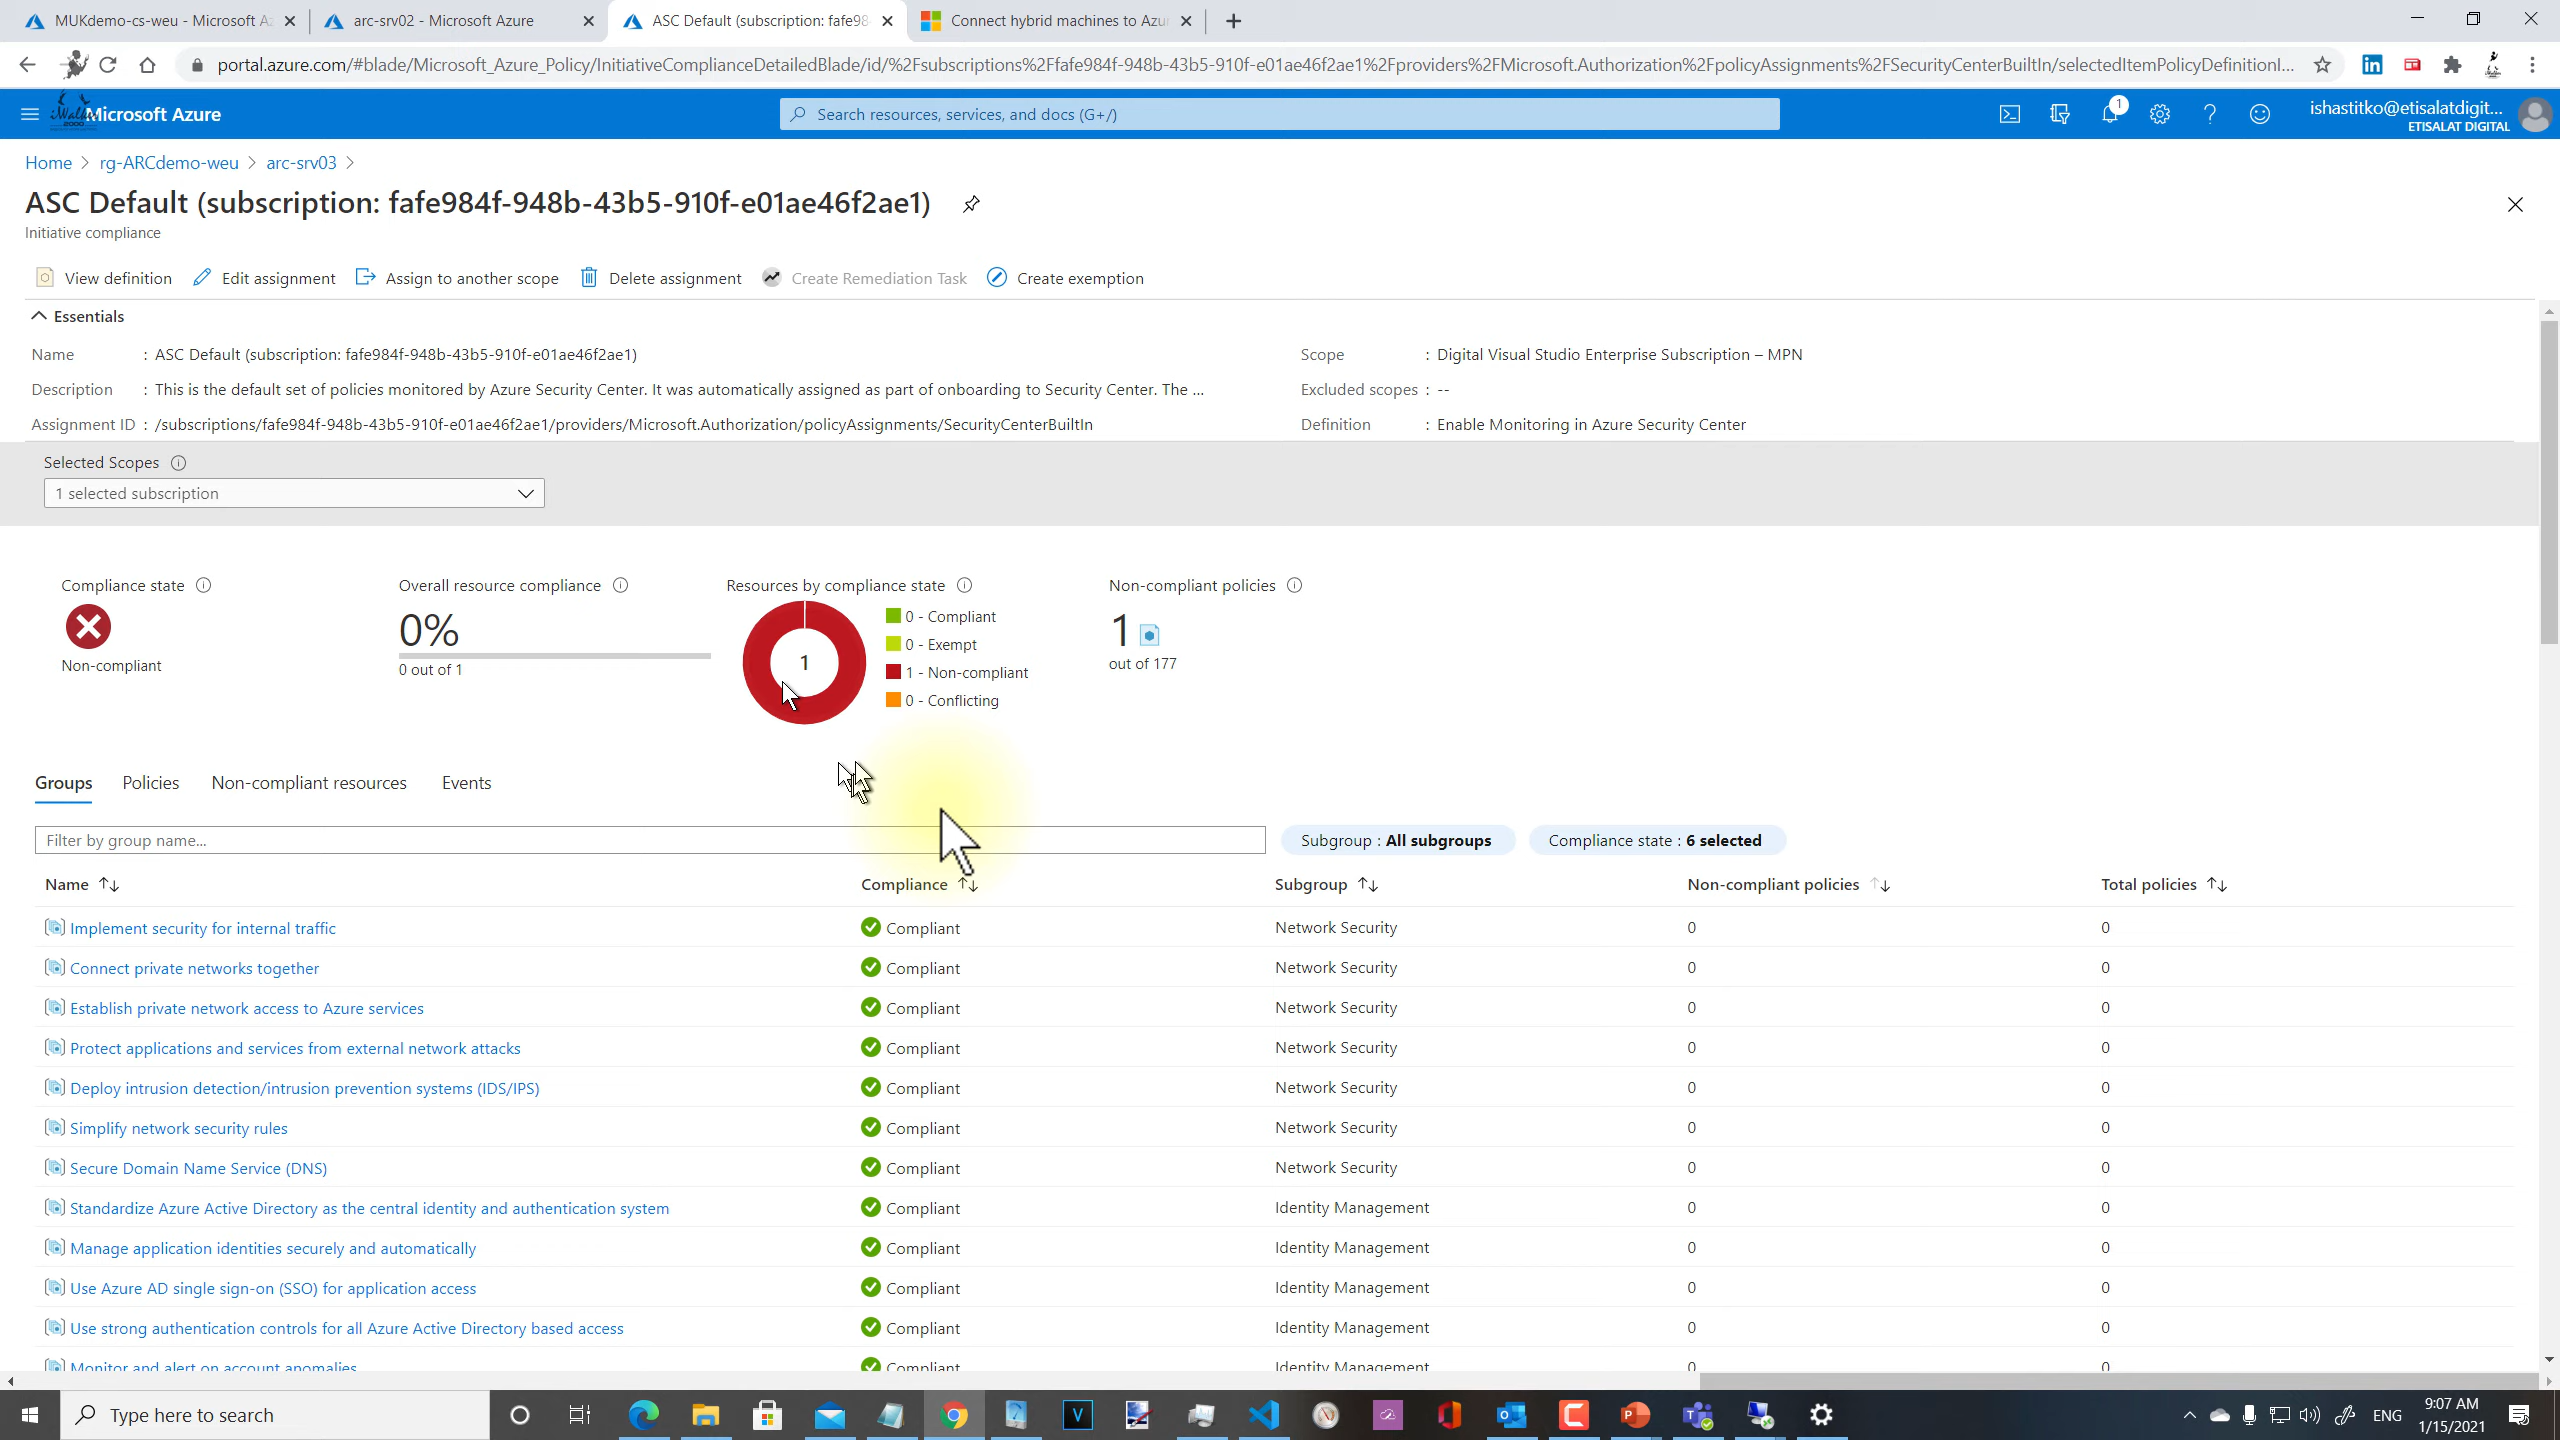 MUKdemo-cs-weu - Microsoft Az
arc-srv02 - Microsoft Azure
ASC Default (subscription: fafe98
Connect hybrid machines to Azu
portal.azure.com/#blade/Microsoft_Azure_Policy/InitiativeComplianceDetailedBlade/id/%2Fsubscriptions%2Ffafe984f-948b-43b5-910f-e01ae46f2ae1%2Fproviders%2FMicrosoft.Authorization%2FpolicyAssignments%2FSecurityCenterBuiltIn/selectedItemPolicyDefinitionI...
Microsoft Azure
Search resources, services, and docs (G+/)
1
ishastitko@etisalatdigit...
ETISALAT DIGITAL
Home > rg-ARCdemo-weu > arc-srv03 >
ASC Default (subscription: fafe984f-948b-43b5-910f-e01ae46f2ae1)
Initiative compliance
View definition Edit assignment Assign to another scope Delete assignment Create Remediation Task Create exemption
Essentials
Name : ASC Default (subscription: fafe984f-948b-43b5-910f-e01ae46f2ae1)
Scope : Digital Visual Studio Enterprise Subscription – MPN
Description : This is the default set of policies monitored by Azure Security Center. It was automatically assigned as part of onboarding to Security Center. The ...
Excluded scopes : --
Assignment ID : /subscriptions/fafe984f-948b-43b5-910f-e01ae46f2ae1/providers/Microsoft.Authorization/policyAssignments/SecurityCenterBuiltIn
Definition : Enable Monitoring in Azure Security Center
Selected Scopes
1 selected subscription
Compliance state
Non-compliant
Overall resource compliance
0%
0 out of 1
Resources by compliance state
1
0 - Compliant
0 - Exempt
1 - Non-compliant
0 - Conflicting
Non-compliant policies
1
out of 177
Groups Policies Non-compliant resources Events
Filter by group name...
Subgroup : All subgroups
Compliance state : 6 selected
Name Compliance Subgroup Non-compliant policies Total policies
Implement security for internal traffic Compliant Network Security 0 0
Connect private networks together Compliant Network Security 0 0
Establish private network access to Azure services Compliant Network Security 0 0
Protect applications and services from external network attacks Compliant Network Security 0 0
Deploy intrusion detection/intrusion prevention systems (IDS/IPS) Compliant Network Security 0 0
Simplify network security rules Compliant Network Security 0 0
Secure Domain Name Service (DNS) Compliant Network Security 0 0
Standardize Azure Active Directory as the central identity and authentication system Compliant Identity Management 0 0
Manage application identities securely and automatically Compliant Identity Management 0 0
Use Azure AD single sign-on (SSO) for application access Compliant Identity Management 0 0
Use strong authentication controls for all Azure Active Directory based access Compliant Identity Management 0 0
Monitor and alert on account anomalies Compliant Identity Management 0 0
Type here to search
ENG
9:07 AM
1/15/2021